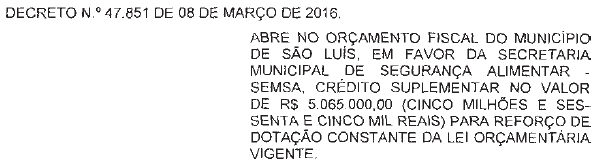 DECRETO N.º 47.851 DE 08 DE MARÇO DE 2016.
ABRE NO ORÇAMENTO FISCAL DO MUNICÍPIO
DE SÃO LUÍS, EM FAVOR DA SECRETARIA
MUNICIPAL DE SEGURANÇA ALIMENTAR -
SEMSA, CRÉDITO SUPLEMENTAR NO VALOR
DE R$ 5.065.000,00 (CINCO MILHÕES E SES-
SENTA E CINCO MIL REAIS) PARA REFORÇO DE
DOTAÇÃO CONSTANTE DA LEI ORÇAMENTÁRIA
VIGENTE.